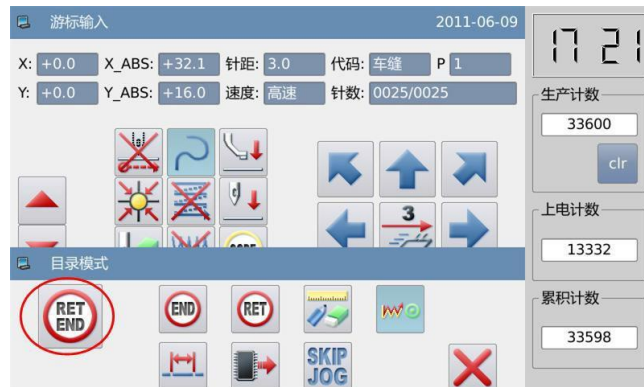 游标输入 2011-06-09
17 21
X: +0.0 X_ABS: +32.1 针距: 3.0 代码: 车缝 P 1
Y: +0.0 Y_ABS: +16.0 速度: 高速 针数: 0025/0025
生产计数
33600
clr
上电计数
13332
累积计数
33598
3
目录模式
RET
END
END
RET
SKIP
JOG